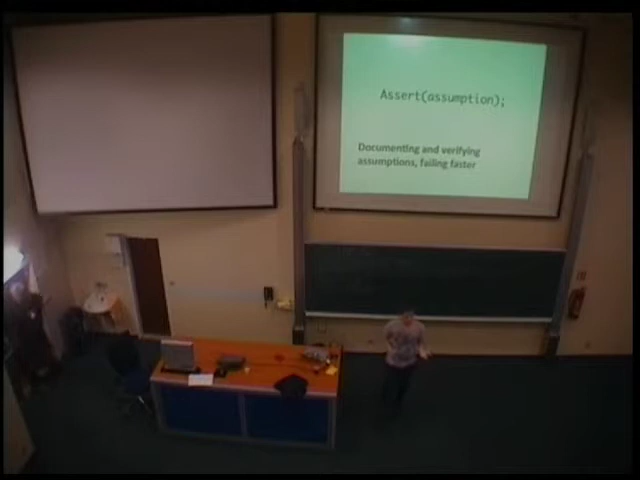 Assert(assumption);
Documenting and verifying
assumptions, failing faster